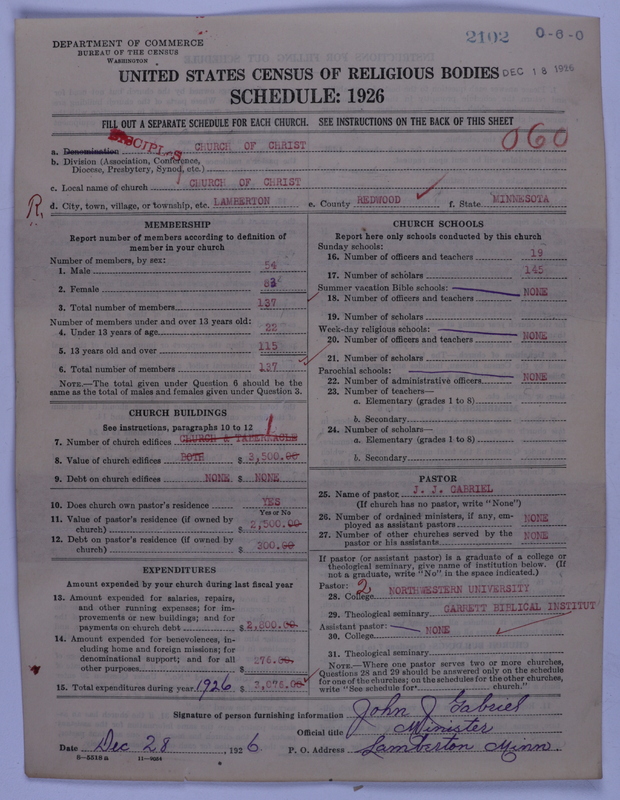 2102 0-6-0
DEPARTMENT OF COMMERCE
BUREAU OF THE CENSUS
WASHINGTON
DEC 18 1926
UNITED STATES CENSUS OF RELIGIOUS BODIES
SCHEDULE: 1926
FILL OUT A SEPARATE SCHEDULE FOR EACH CHURCH. SEE INSTRUCTIONS ON THE BACK OF THIS SHEET
060
a. Denomination CHURCH OF CHRIST
b. Division (Association, Conference,
Diocese, Presbytery, Synod, etc.)
c. Local name of church CHURCH OF CHRIST
R. d. City, town, village, or township, etc. LAMBERTON e. County REDWOOD f. State MINNESOTA
MEMBERSHIP
Report number of members according to definition of
member in your church
Number of members, by sex:
1. Male 54
2. Female 83
3. Total number of members 137
Number of members under and over 13 years old:
4. Under 13 years of age 22
5. 13 years old and over 115
6. Total number of members 137
NOTE.—The total given under Question 6 should be the
same as the total of males and females given under Question 3.
CHURCH BUILDINGS
See instructions, paragraphs 10 to 12 1
7. Number of church edifices CHURCH & TABERNACLE
8. Value of church edifices BOTH $ 3,500.00
9. Debt on church edifices NONE $ NONE
10. Does church own pastor's residence YES
Yes or No
11. Value of pastor's residence (if owned by
church) $ 2,500.00
12. Debt on pastor's residence (if owned by
church) $ 200.00
EXPENDITURES
Amount expended by your church during last fiscal year
13. Amount expended for salaries, repairs,
and other running expenses; for im-
provements or new buildings; and for
payments on church debt $ 2,800.00
14. Amount expended for benevolences, in-
cluding home and foreign missions; for
denominational support; and for all
other purposes $ 276.00
15. Total expenditures during year 1926 $ 3,076.00
CHURCH SCHOOLS
Report here only schools conducted by this church
Sunday schools:
16. Number of officers and teachers 19
17. Number of scholars 145
Summer vacation Bible schools:
18. Number of officers and teachers NONE
19. Number of scholars
Week-day religious schools:
20. Number of officers and teachers NONE
21. Number of scholars
Parochial schools:
22. Number of administrative officers NONE
23. Number of teachers—
a. Elementary (grades 1 to 8)
b. Secondary
24. Number of scholars—
a. Elementary (grades 1 to 8)
b. Secondary
PASTOR
25. Name of pastor J. J. GABRIEL
(If church has no pastor, write "None")
26. Number of ordained ministers, if any, em-
ployed as assistant pastors NONE
27. Number of other churches served by the
pastor or his assistants NONE
If pastor (or assistant pastor) is a graduate of a college or
theological seminary, give name of institution below. (If
not a graduate, write "No" in the space indicated.)
Pastor: 2
28. College NORTHWESTERN UNIVERSITY
29. Theological seminary GARRETT BIBLICAL INSTITUT
Assistant pastor:
30. College NONE
31. Theological seminary
NOTE.—Where one pastor serves two or more churches,
Questions 28 and 29 should be answered only on the schedule
for one of the churches; on the schedules for the other churches,
write "See schedule for church."
Signature of person furnishing information John J Gabriel
Official title Minister
Date Dec 28, 1926. P. O. Address Lamberton Minn.
8—5518a 11—9054